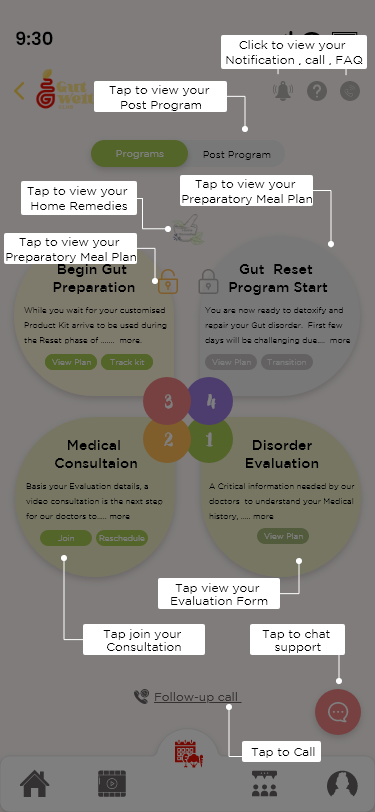 9:30
Click to view your
Notification , call , FAQ
Gut
Tap to view your
Post Program
Programs
Post Program
Tap to view your
Home Remedies
Tap to view your
Preparatory Meal Plan
Tap to view your
Preparatory Meal Plan
Begin Gut
Preparation
While you wait for your customised
Product Kit arrive to be used during
the Reset phase of ....... more.
View Plan
Track kit
Gut Reset
Program Start
You are now ready to detoxify and
repair your Gut disorder. First few
days will be challenging due.... more
View Plan
Transition
3
4
2
1
Medical
Consultaion
Basis your Evaluation details, a
video consultation is the next step
for our doctors to.... more
Join
Raschedule
Disorder
Evaluation
A Critical information needed by our
doctors to understand your Medical
history, ..... more
View Plan
Tap view your
Evaluation Form
Tap join your
Consultation
Tap to chat
support
Follow-up call
Tap to Call